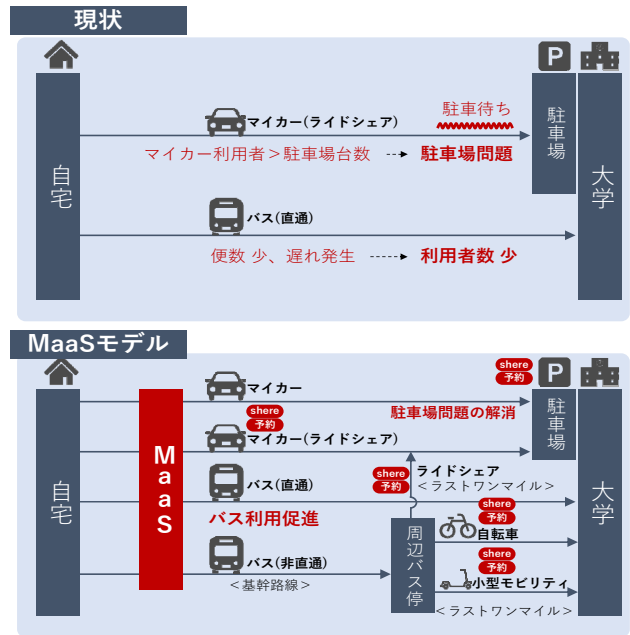 現状
P
マイカー(ライドシェア)
駐車待ち
マイカー利用者＞駐車場台数
駐車場問題
駐車場
自宅
大学
バス(直通)
便数 少、遅れ発生
利用者数 少
MaaSモデル
shere
予約
P
マイカー
駐車場問題の解消
駐車場
shere
予約
マイカー(ライドシェア)
MaaS
自宅
大学
shere
予約
ライドシェア
＜ラストワンマイル＞
バス(直通)
バス利用促進
shere
予約
自転車
周辺バス停
バス(非直通)
＜基幹路線＞
shere
予約
小型モビリティ
＜ラストワンマイル＞